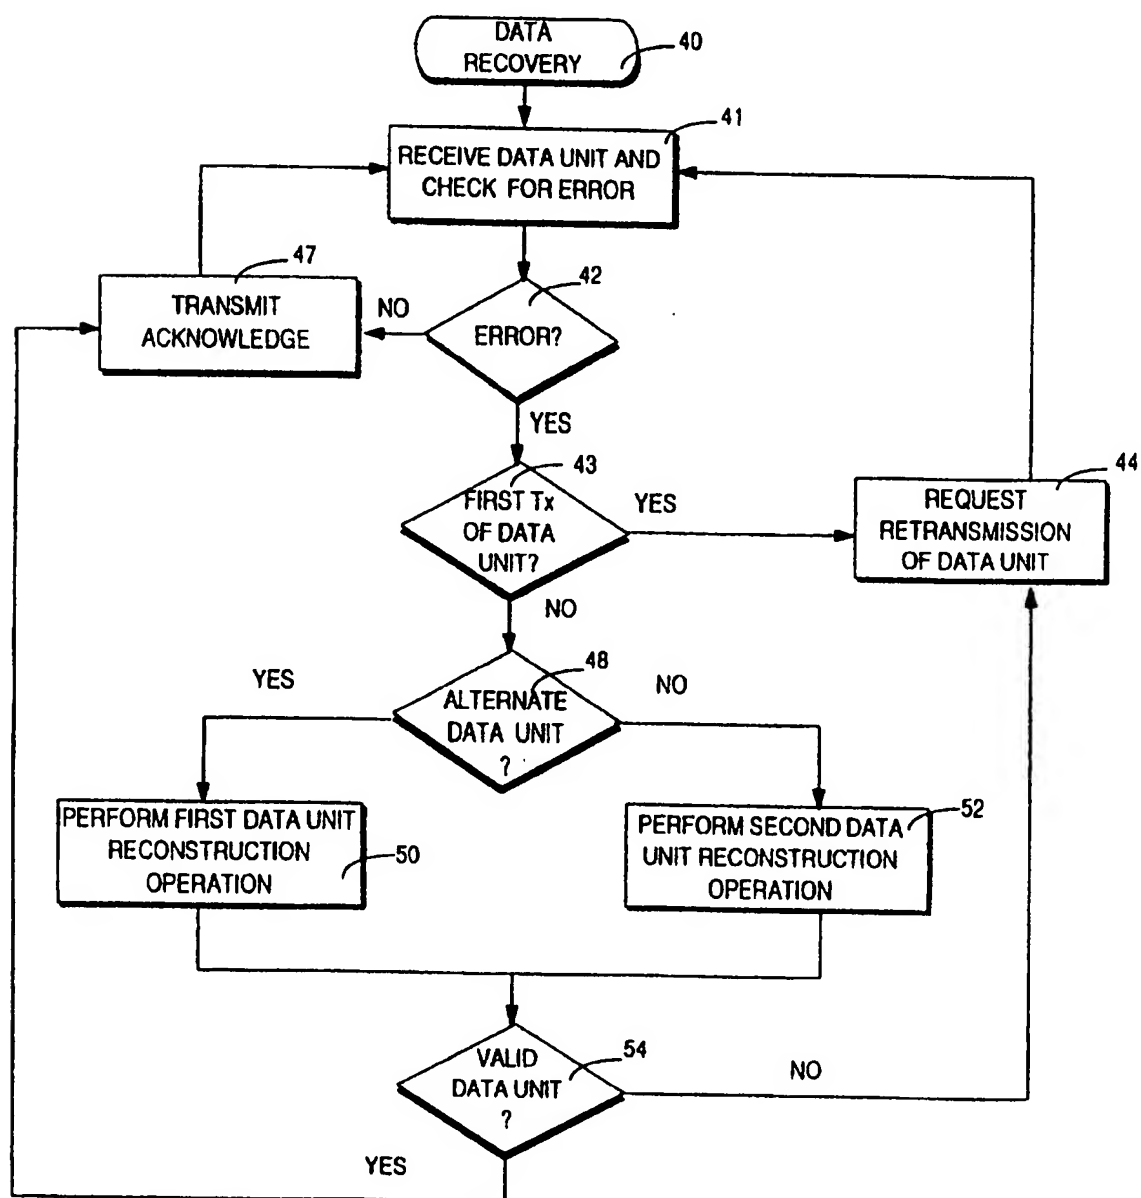 DATA
RECOVERY
40
41
RECEIVE DATA UNIT AND
CHECK FOR ERROR
47
TRANSMIT
ACKNOWLEDGE
NO
42
ERROR?
YES
43
FIRST Tx
OF DATA
UNIT?
YES
44
REQUEST
RETRANSMISSION
OF DATA UNIT
NO
48
YES
ALTERNATE
DATA UNIT
?
NO
PERFORM FIRST DATA UNIT
RECONSTRUCTION
OPERATION
50
52
PERFORM SECOND DATA
UNIT RECONSTRUCTION
OPERATION
VALID
DATA UNIT
?
54
NO
YES